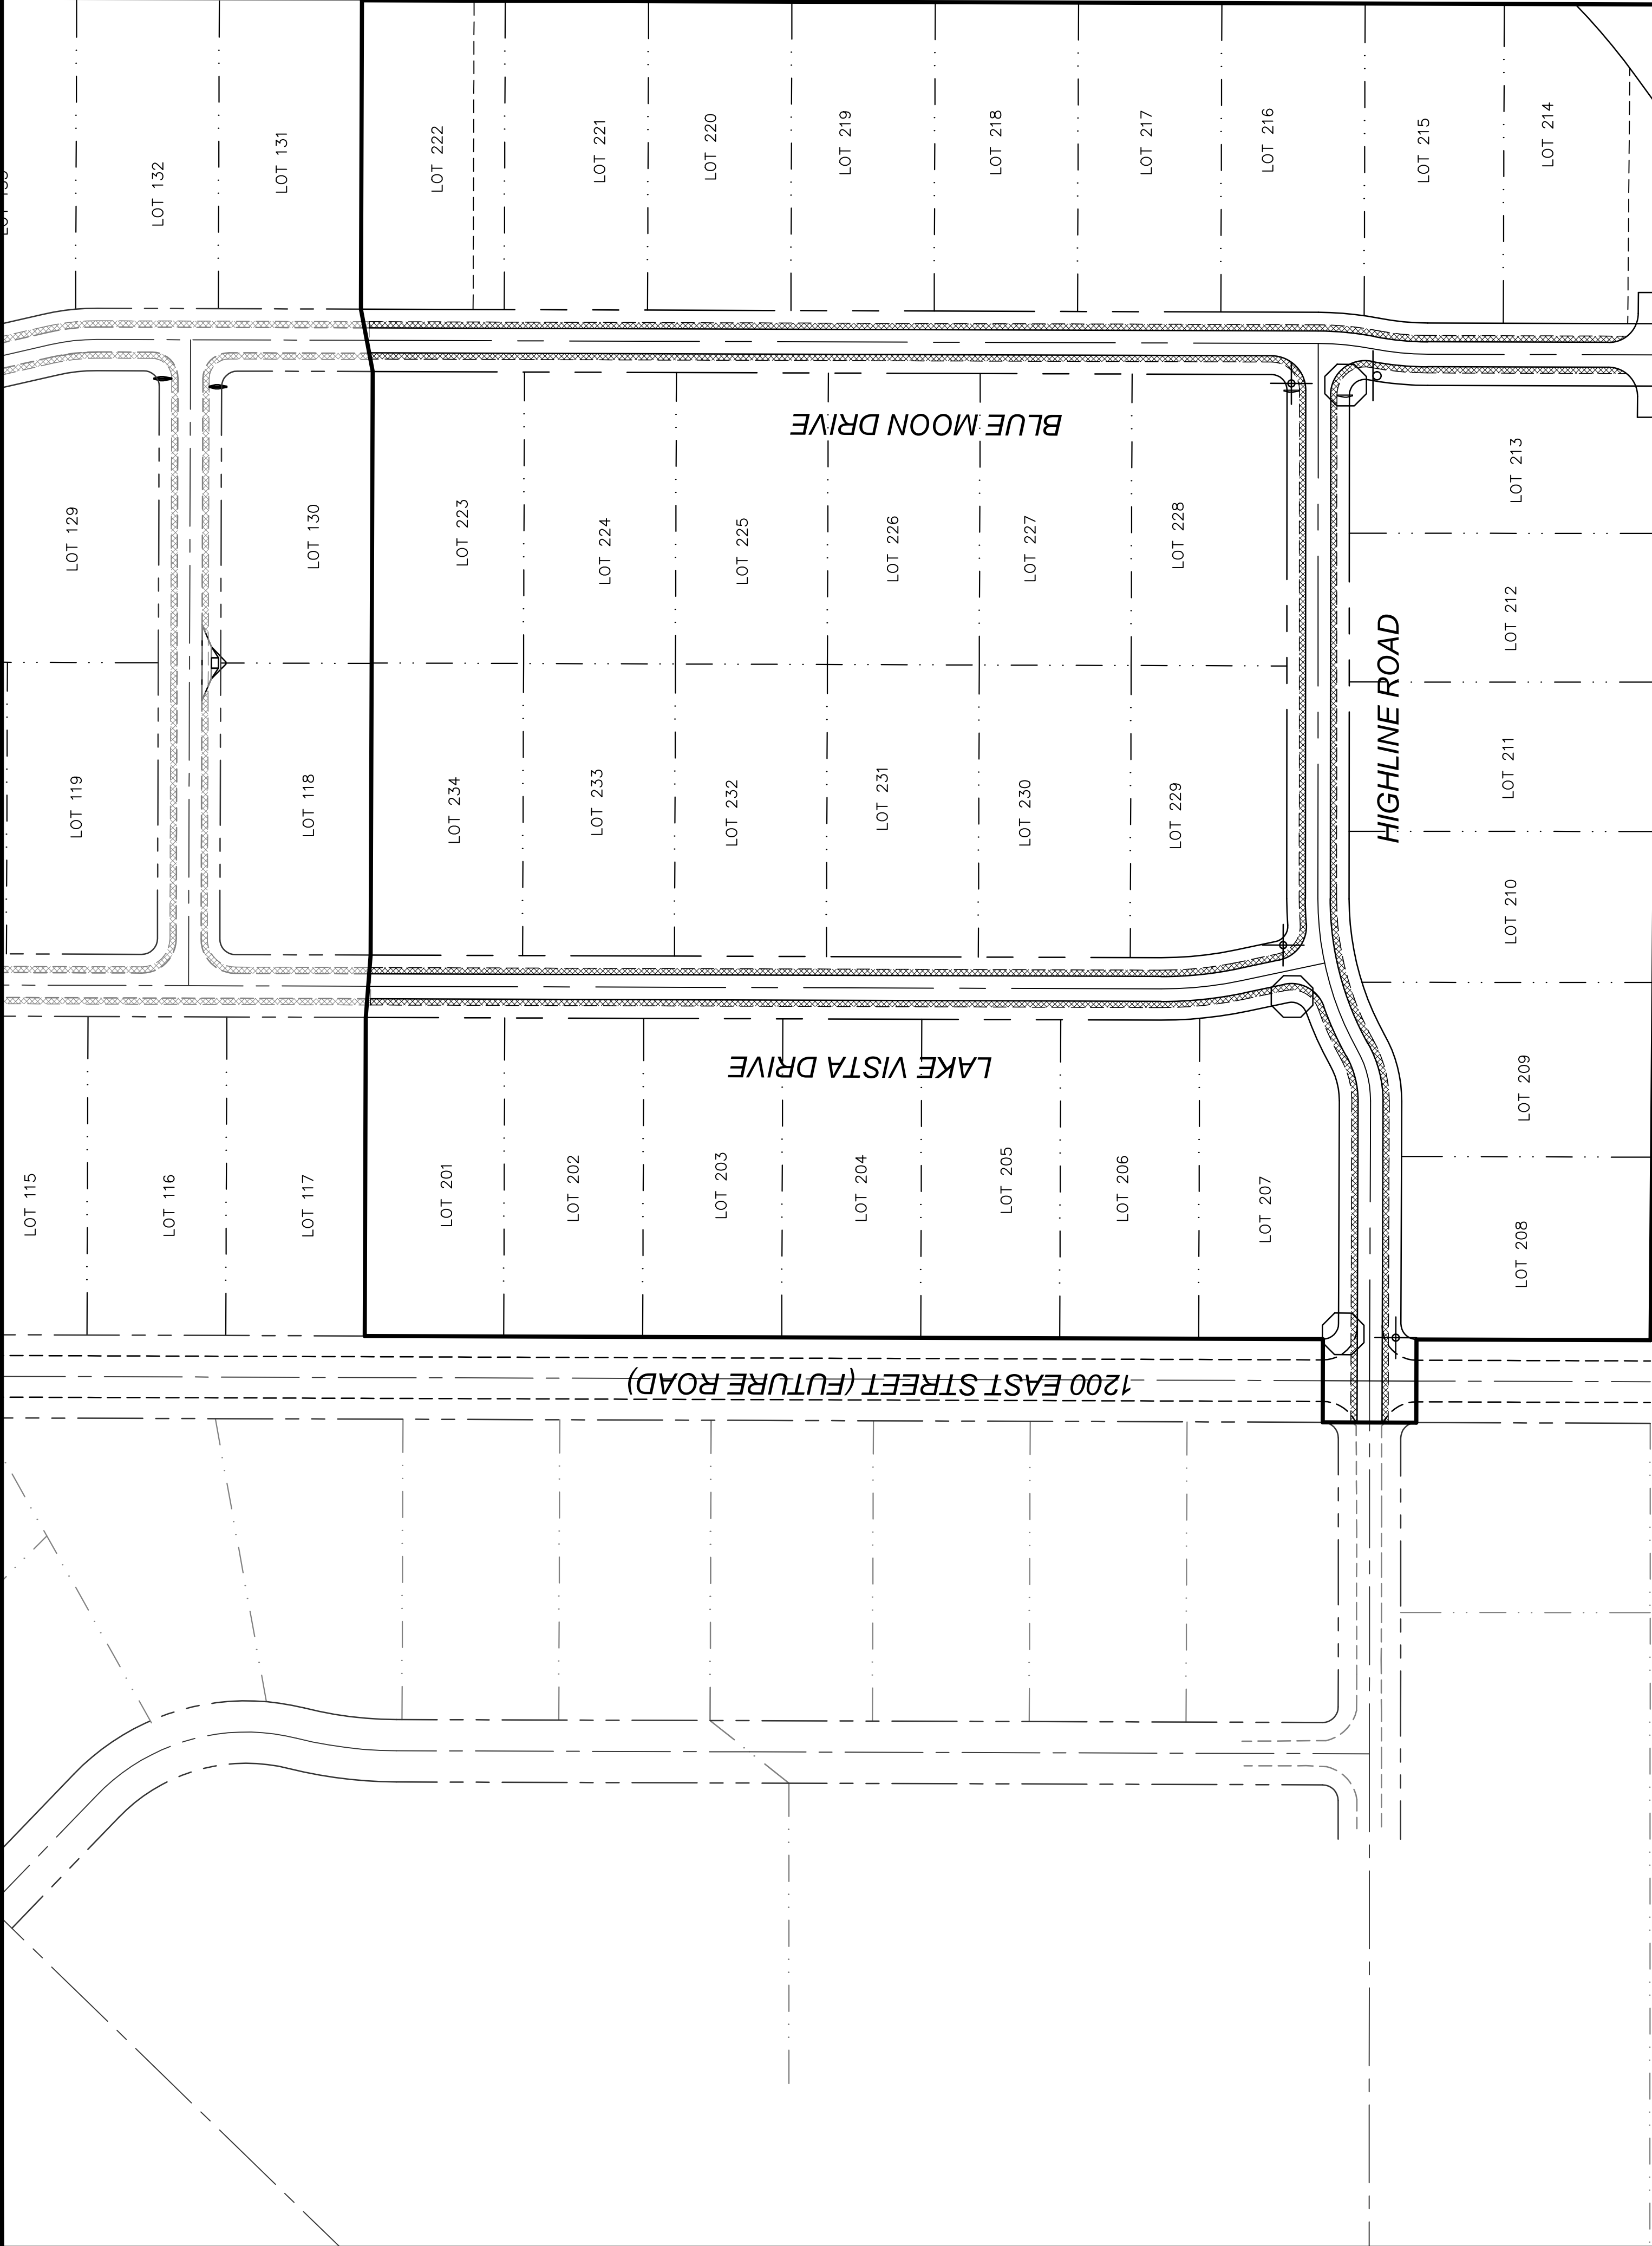 LOT 132
LOT 131
LOT 222
LOT 221
LOT 220
LOT 219
LOT 218
LOT 217
LOT 216
LOT 215
LOT 214
BLUE MOON DRIVE
LOT 129
LOT 130
LOT 223
LOT 224
LOT 225
LOT 226
LOT 227
LOT 228
LOT 213
LOT 212
HIGHLINE ROAD
LOT 119
LOT 118
LOT 234
LOT 233
LOT 232
LOT 231
LOT 230
LOT 229
LOT 211
LOT 210
LAKE VISTA DRIVE
LOT 115
LOT 116
LOT 117
LOT 201
LOT 202
LOT 203
LOT 204
LOT 205
LOT 206
LOT 207
LOT 209
LOT 208
1200 EAST STREET (FUTURE ROAD)